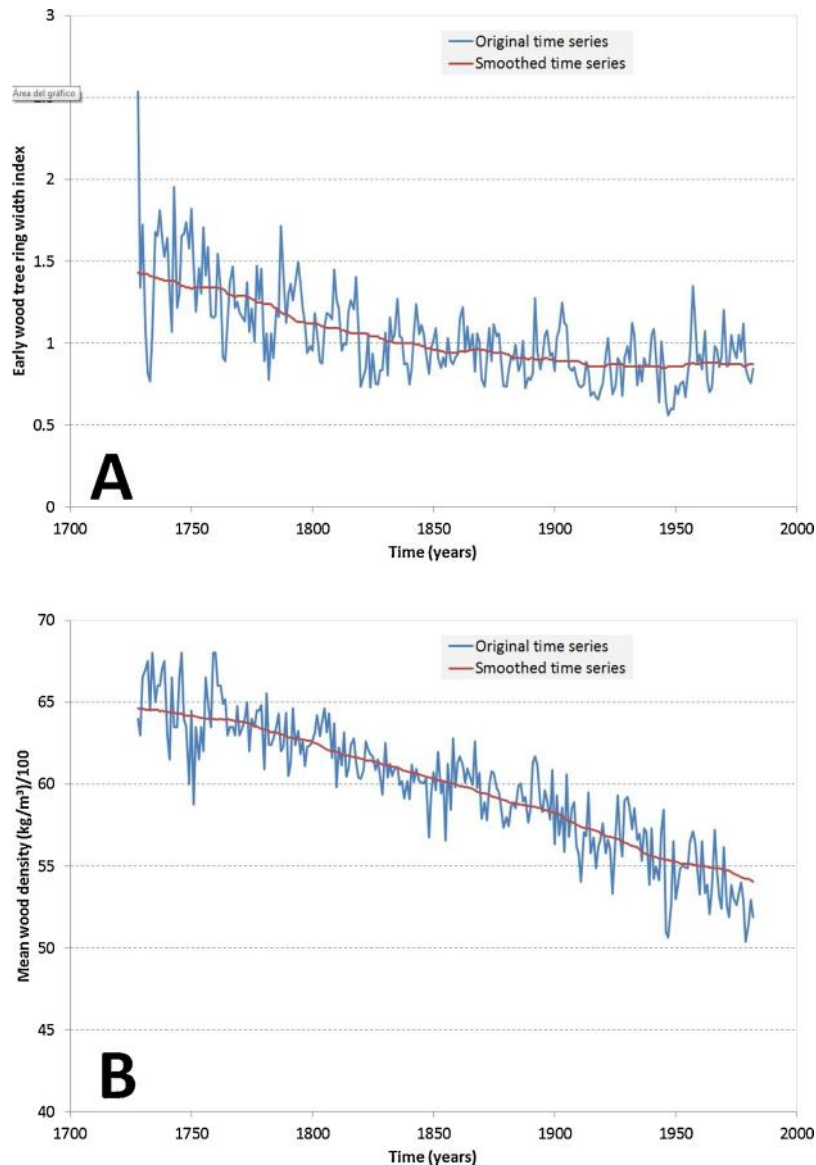 3
Original time series
Smoothed time series
Área del gráfico
2
1.5
1
0.5
0
Early wood tree ring width index
A
1700 1750 1800 1850 1900 1950 2000
Time (years)
70
Original time series
Smoothed time series
65
60
55
50
45
40
Mean wood density (kg/m³)/100
B
1700 1750 1800 1850 1900 1950 2000
Time (years)